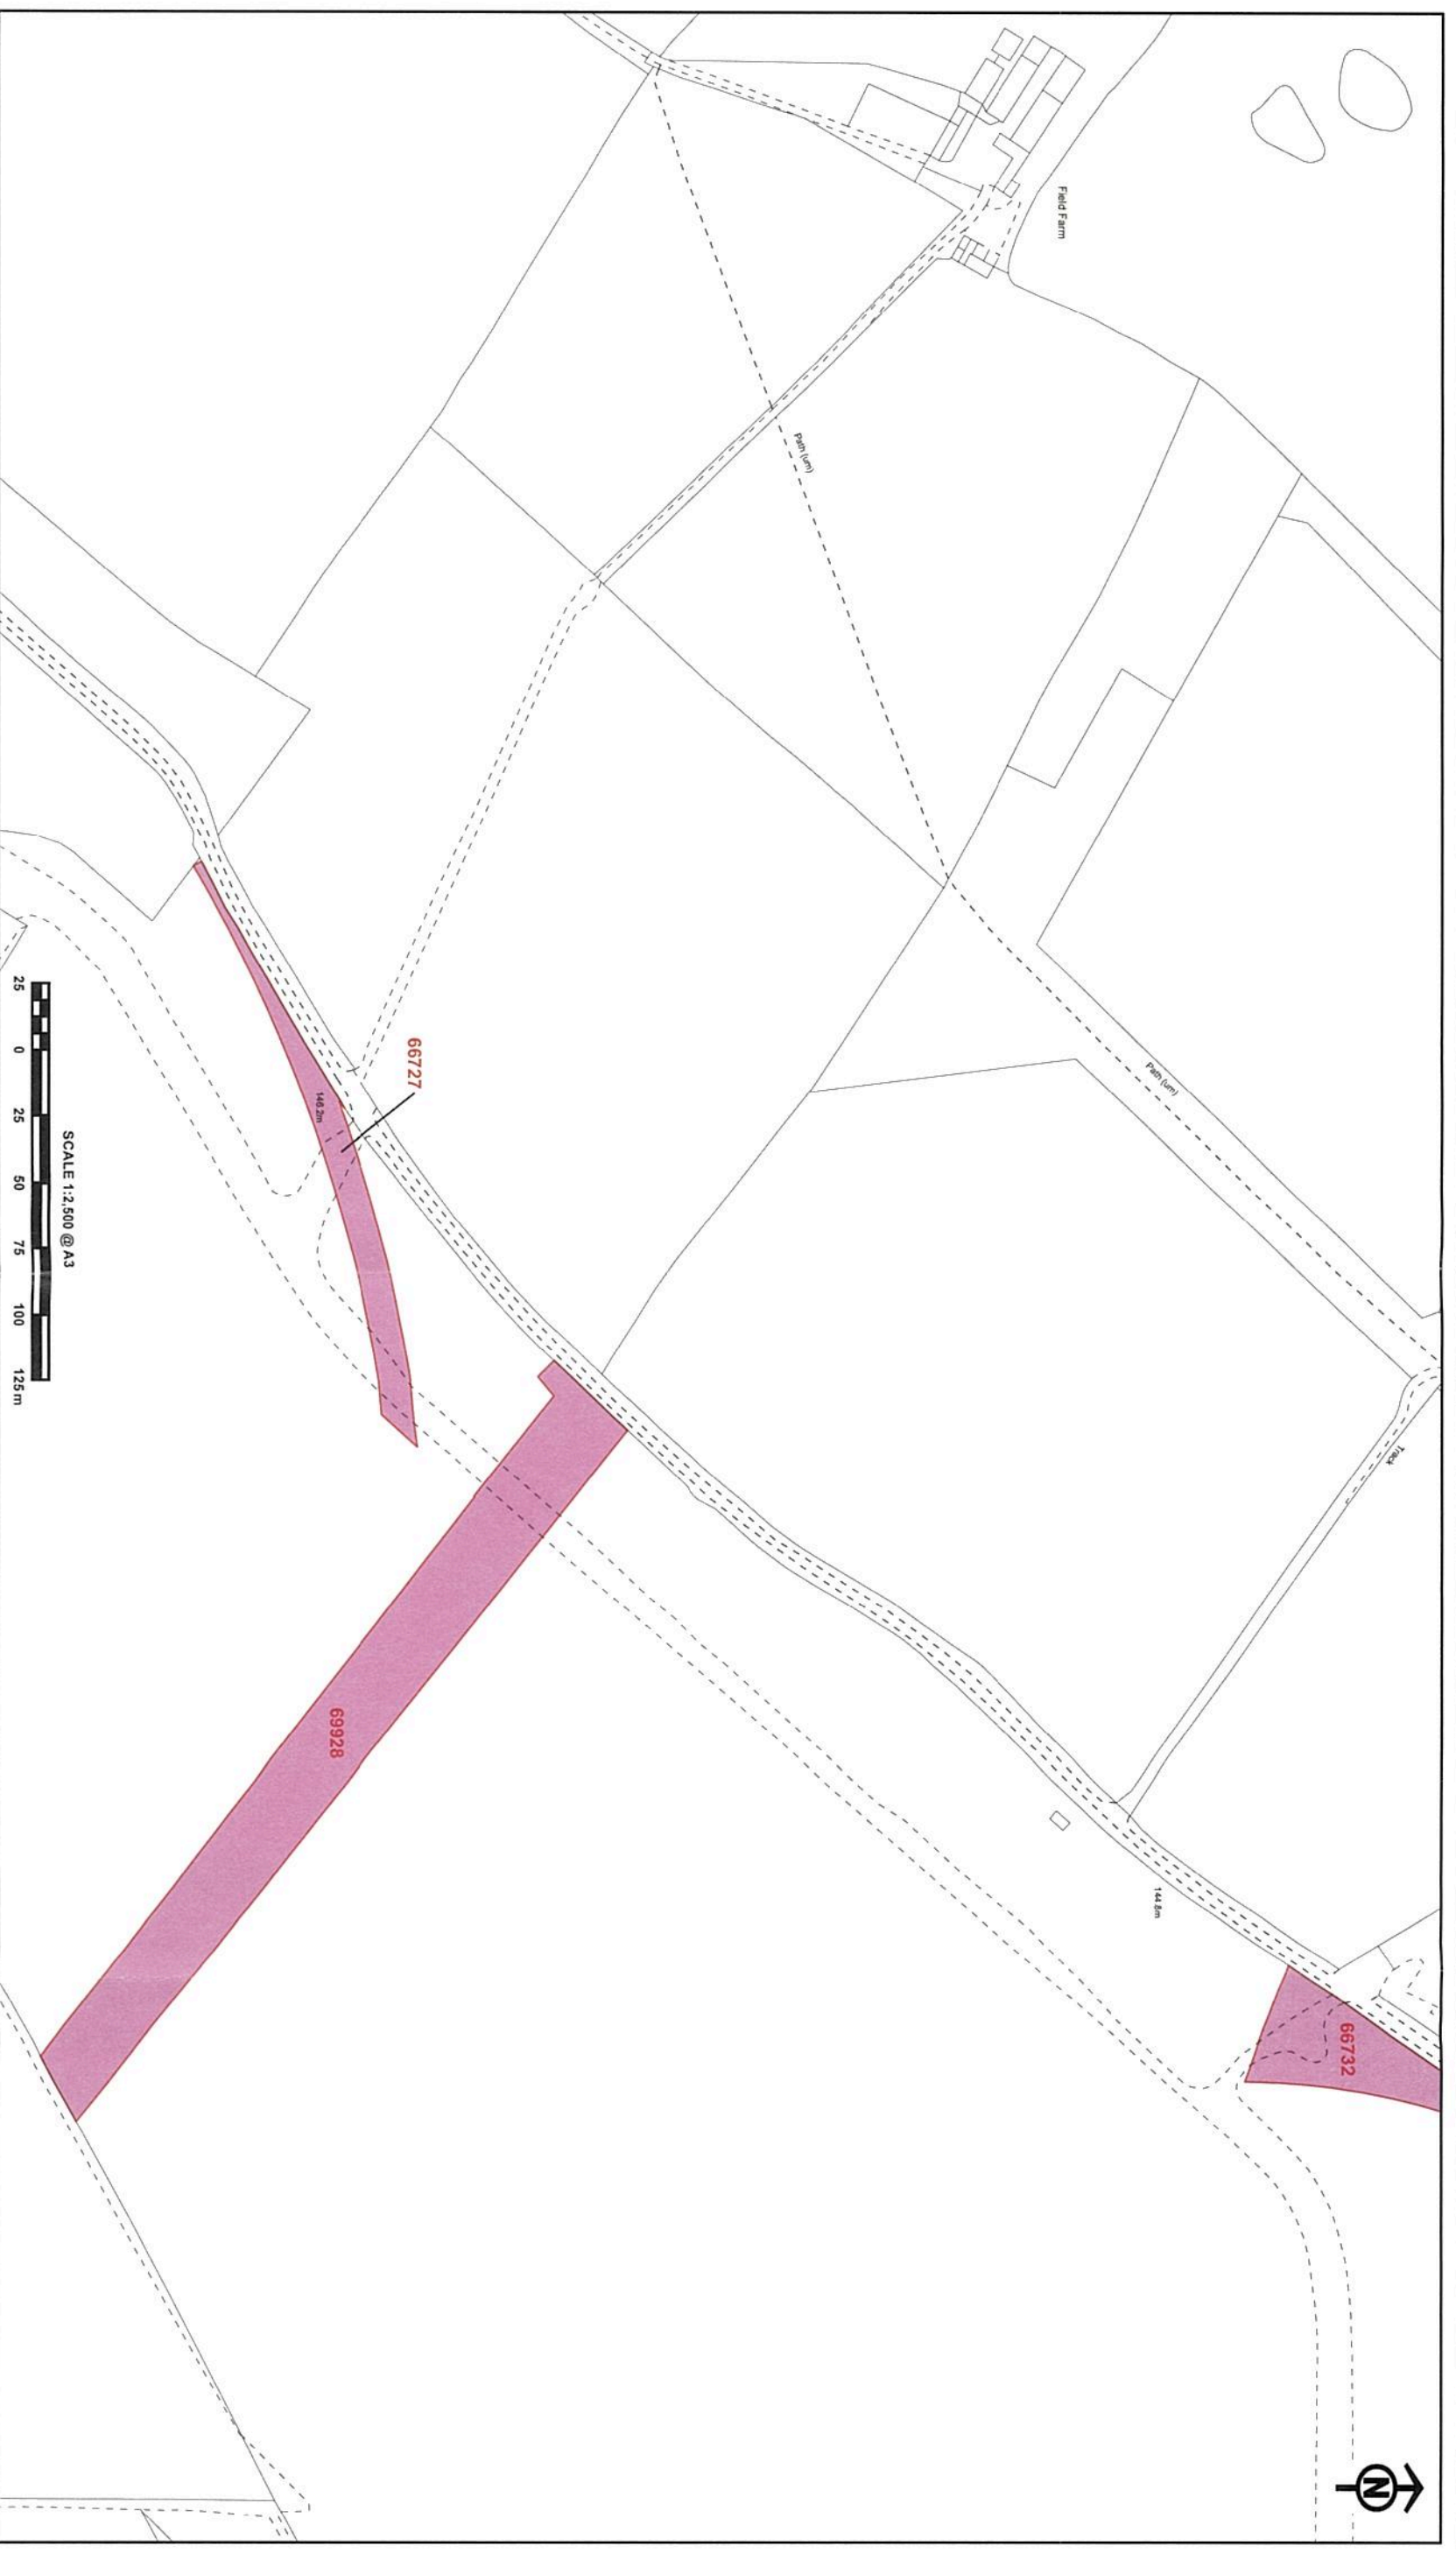 Field Farm
Path (um)
Path (um)
Track
66727
146.2m
69928
144.8m
66732
SCALE 1:2,500 @ A3
25 0 25 50 75 100 125 m
N